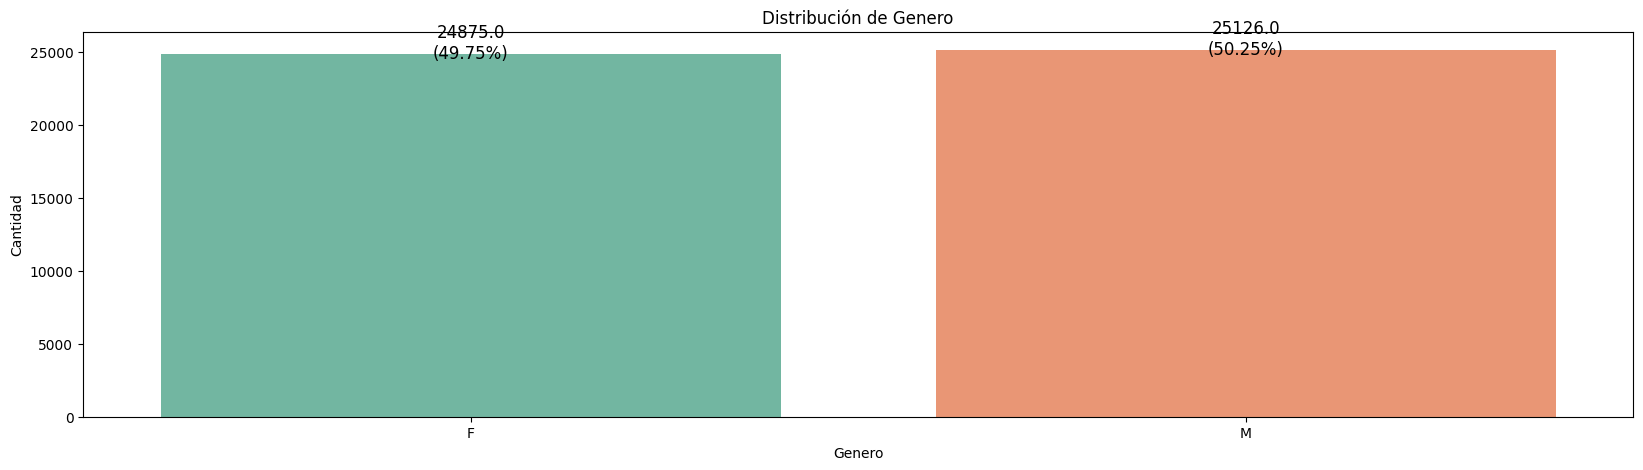 Distribución de Genero
24875.0
(49.75%)
25126.0
(50.25%)
Cantidad
25000
20000
15000
10000
5000
0
F
M
Genero